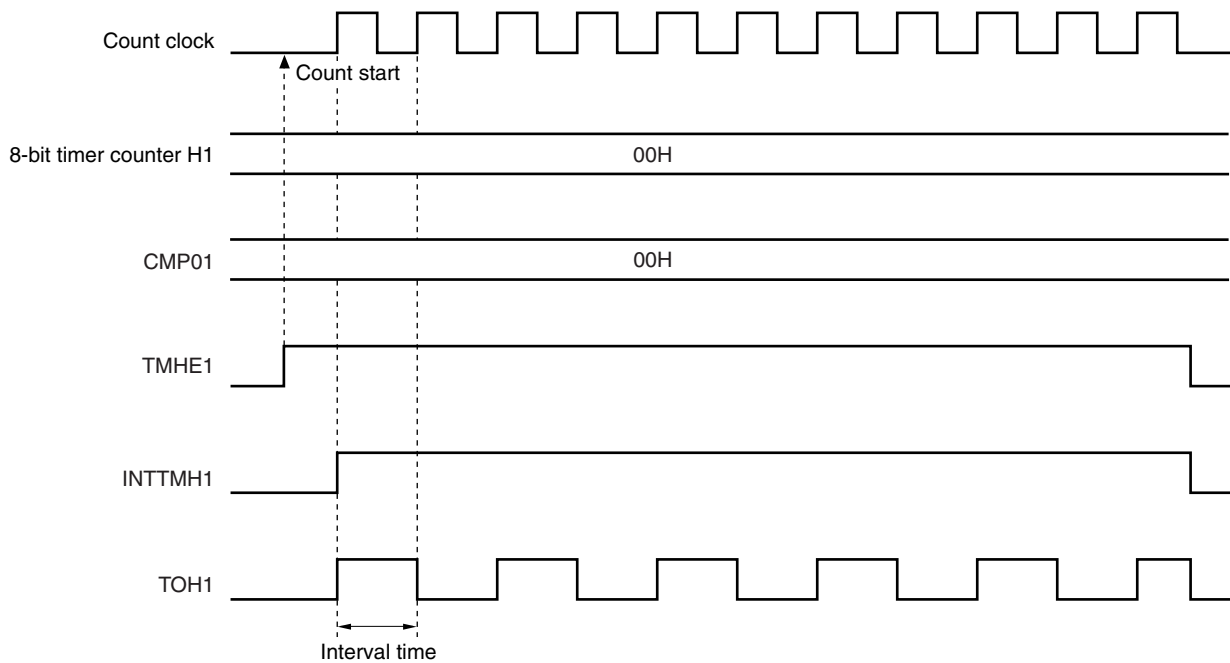 Count clock
Count start
8-bit timer counter H1
00H
CMP01
00H
TMHE1
INTTMH1
TOH1
Interval time